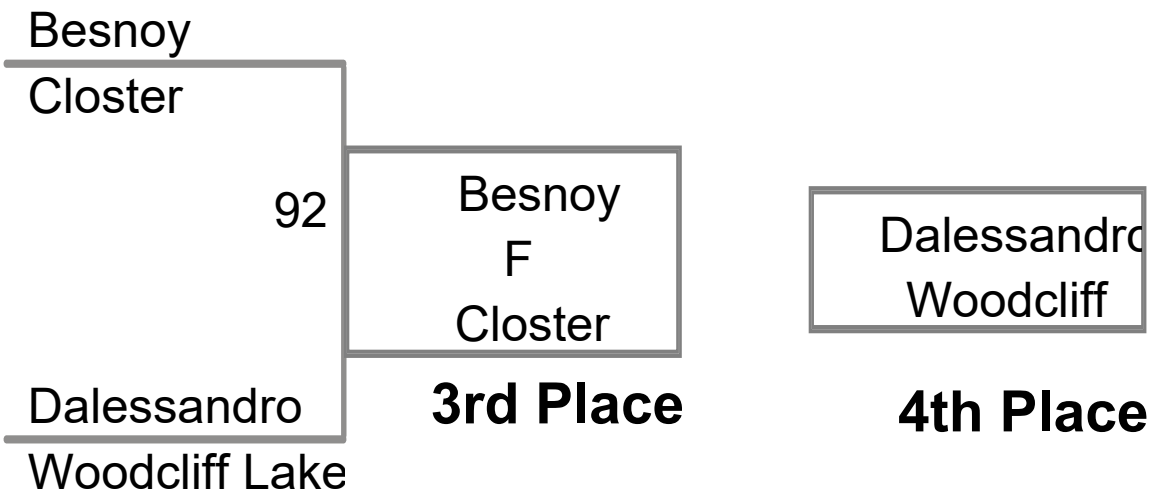 Besnoy
Closter
92
Besnoy
F
Closter
3rd Place
Dalessandro
Woodcliff
4th Place
Dalessandro
Woodcliff Lake